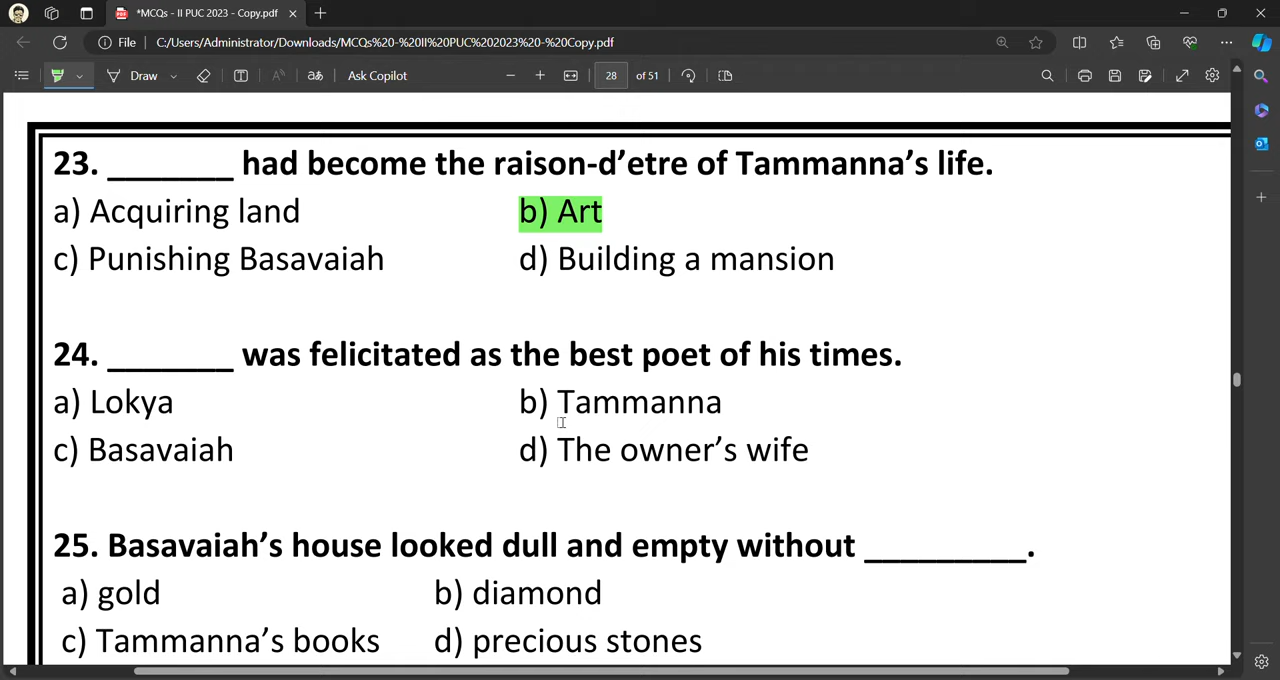 *MCQs - II PUC 2023 - Copy.pdf
File C:/Users/Administrator/Downloads/MCQs%20-%20II%20PUC%202023%20-%20Copy.pdf
Draw Ask Copilot 28 of 51
23. _______ had become the raison-d’etre of Tammanna’s life.
a) Acquiring land b) Art
c) Punishing Basavaiah d) Building a mansion
24. _______ was felicitated as the best poet of his times.
a) Lokya b) Tammanna
c) Basavaiah d) The owner’s wife
25. Basavaiah’s house looked dull and empty without _________.
a) gold b) diamond
c) Tammanna’s books d) precious stones